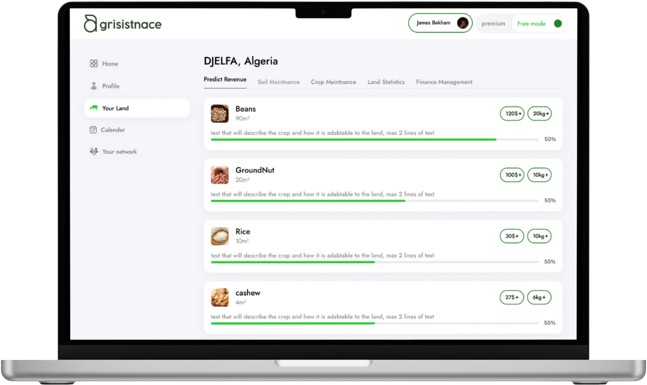 agrisistnace
James Bekham
premium
Free mode
Home
Profile
Your Land
Calender
Your network
DJELFA, Algeria
Predict Revenue
Soil Maintnance
Crop Maintnance
Land Statistics
Finance Management
Beans
90m²
120$+
20kg+
text that will describe the crop and how it is adabtable to the land, max 2 lines of text
50%
GroundNut
20m²
100$+
10kg+
text that will describe the crop and how it is adabtable to the land, max 2 lines of text
50%
Rice
10m²
30$+
10kg+
text that will describe the crop and how it is adabtable to the land, max 2 lines of text
50%
cashew
4m²
27$+
6kg+
text that will describe the crop and how it is adabtable to the land, max 2 lines of text
50%